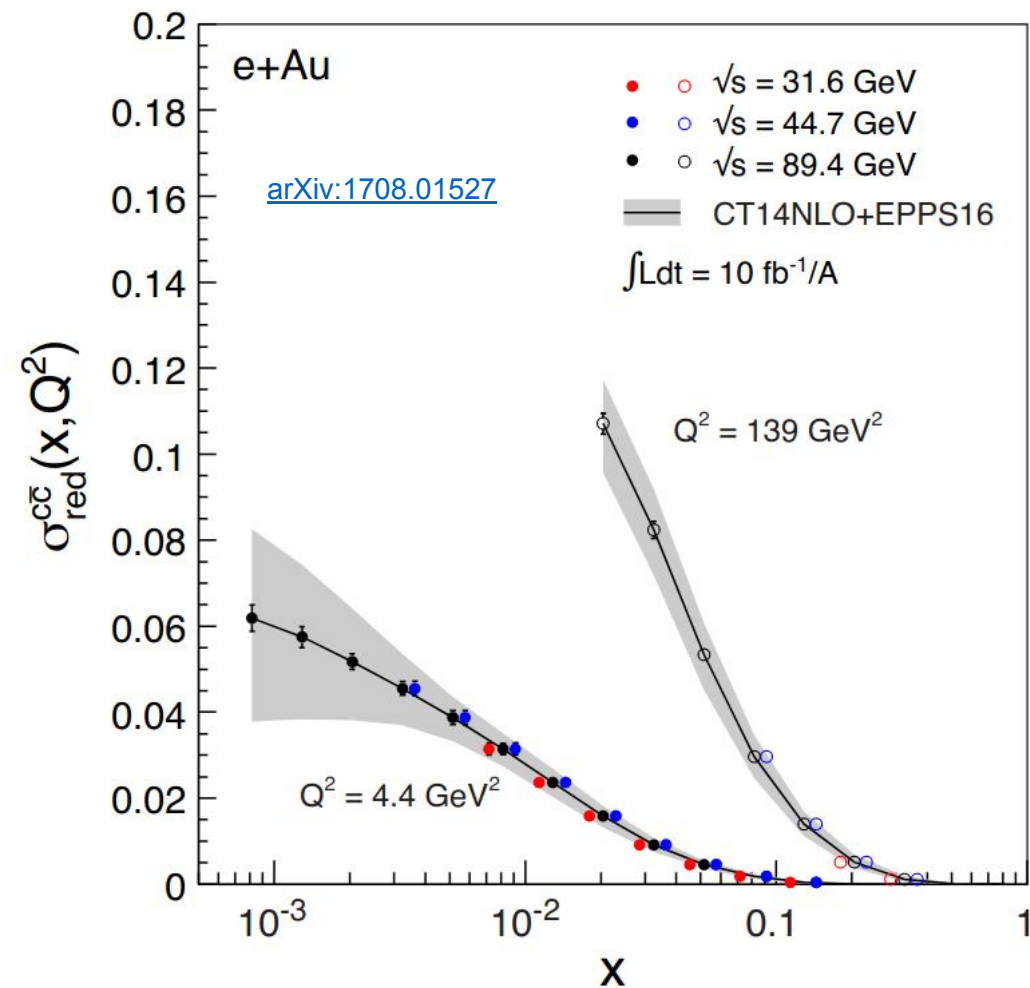 e+Au
√s = 31.6 GeV
√s = 44.7 GeV
√s = 89.4 GeV
CT14NLO+EPPS16
∫Ldt = 10 fb⁻¹/A
arXiv:1708.01527
Q² = 139 GeV²
Q² = 4.4 GeV²
σ_red^{cc̄}(x,Q²)
0.2
0.18
0.16
0.14
0.12
0.1
0.08
0.06
0.04
0.02
0
10⁻³ 10⁻² 0.1 1
x